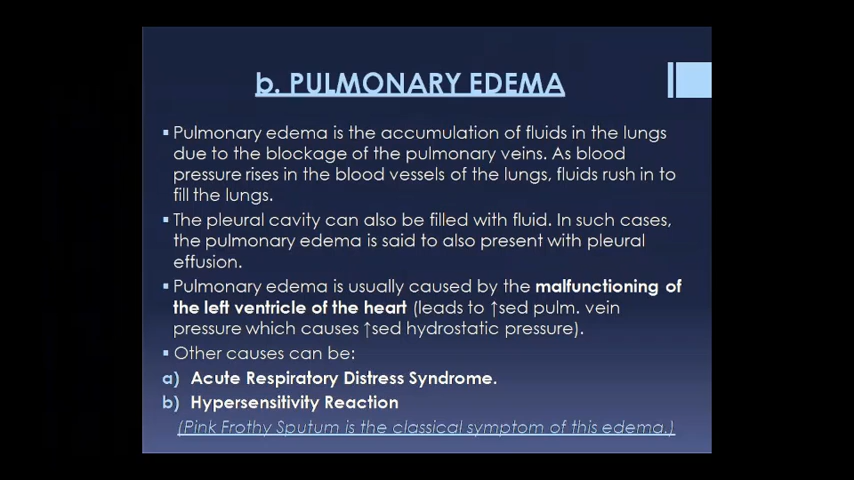 b. PULMONARY EDEMA
▪ Pulmonary edema is the accumulation of fluids in the lungs
due to the blockage of the pulmonary veins. As blood
pressure rises in the blood vessels of the lungs, fluids rush in to
fill the lungs.
▪ The pleural cavity can also be filled with fluid. In such cases,
the pulmonary edema is said to also present with pleural
effusion.
▪ Pulmonary edema is usually caused by the malfunctioning of
the left ventricle of the heart (leads to ↑sed pulm. vein
pressure which causes ↑sed hydrostatic pressure).
▪ Other causes can be:
a) Acute Respiratory Distress Syndrome.
b) Hypersensitivity Reaction
(Pink Frothy Sputum is the classical symptom of this edema.)